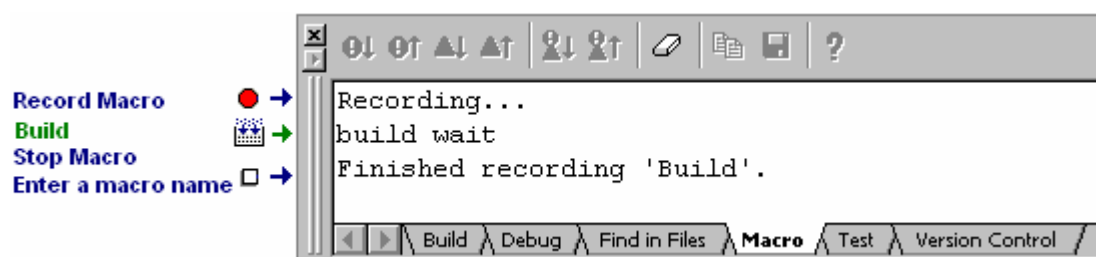 Record Macro
Build
Stop Macro
Enter a macro name
Recording...
build wait
Finished recording 'Build'.
Build Debug Find in Files Macro Test Version Control